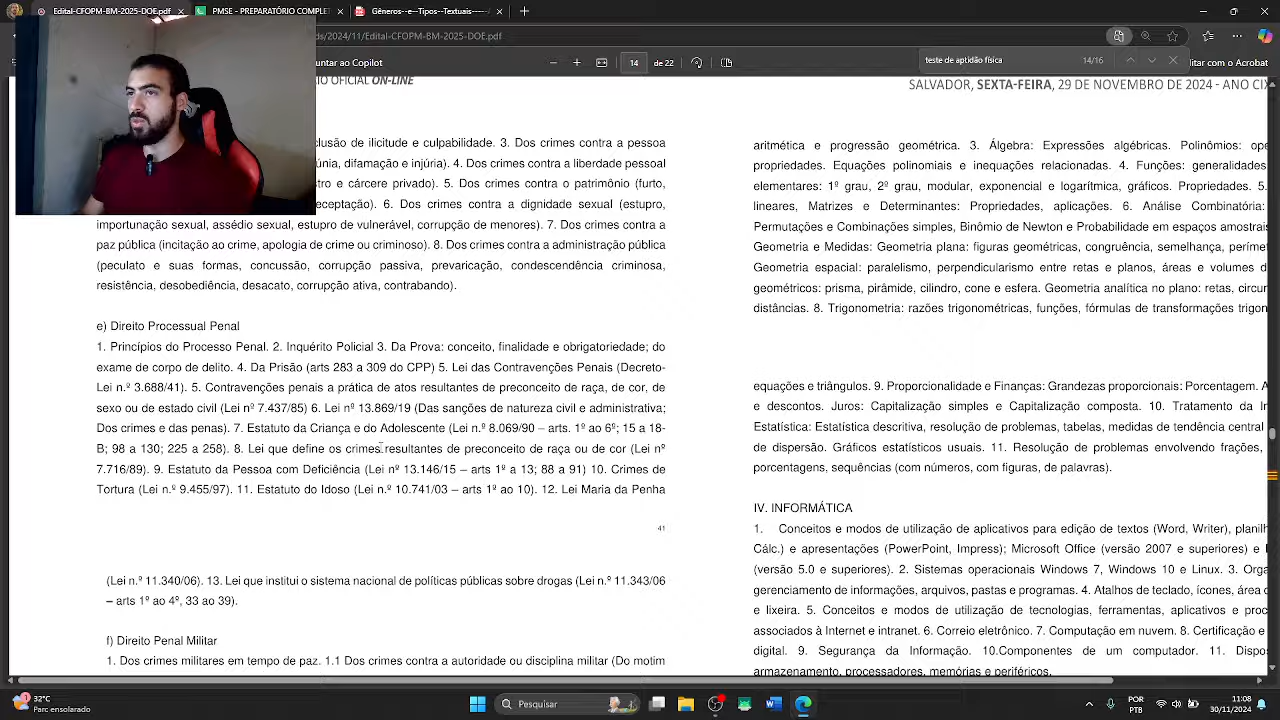 Edital-CFOPM-BM-2025-DOE.pdf
PMSE - PREPARATÓRIO COMPLET
Gêneros-e-Tipos-Textuais-----
ds/2024/11/Edital-CFOPM-BM-2025-DOE.pdf
untar ao Copilot
14
de 22
teste de aptidão física
14/16
itar com o Acrobat
IO OFICIAL ON-LINE
SALVADOR, SEXTA-FEIRA, 29 DE NOVEMBRO DE 2024 - ANO CIX
clusão de ilicitude e culpabilidade. 3. Dos crimes contra a pessoa
únia, difamação e injúria). 4. Dos crimes contra a liberdade pessoal
stro e cárcere privado). 5. Dos crimes contra o patrimônio (furto,
eceptação). 6. Dos crimes contra a dignidade sexual (estupro,
importunação sexual, assédio sexual, estupro de vulnerável, corrupção de menores). 7. Dos crimes contra a
paz pública (incitação ao crime, apologia de crime ou criminoso). 8. Dos crimes contra a administração pública
(peculato e suas formas, concussão, corrupção passiva, prevaricação, condescendência criminosa,
resistência, desobediência, desacato, corrupção ativa, contrabando).
e) Direito Processual Penal
1. Princípios do Processo Penal. 2. Inquérito Policial 3. Da Prova: conceito, finalidade e obrigatoriedade; do
exame de corpo de delito. 4. Da Prisão (arts 283 a 309 do CPP) 5. Lei das Contravenções Penais (Decreto-
Lei n.º 3.688/41). 5. Contravenções penais a prática de atos resultantes de preconceito de raça, de cor, de
sexo ou de estado civil (Lei nº 7.437/85) 6. Lei nº 13.869/19 (Das sanções de natureza civil e administrativa;
Dos crimes e das penas). 7. Estatuto da Criança e do Adolescente (Lei n.º 8.069/90 – arts. 1º ao 6º; 15 a 18-
B; 98 a 130; 225 a 258). 8. Lei que define os crimes resultantes de preconceito de raça ou de cor (Lei nº
7.716/89). 9. Estatuto da Pessoa com Deficiência (Lei nº 13.146/15 – arts 1º a 13; 88 a 91) 10. Crimes de
Tortura (Lei n.º 9.455/97). 11. Estatuto do Idoso (Lei n.º 10.741/03 – arts 1º ao 10). 12. Lei Maria da Penha
41
(Lei n.º 11.340/06). 13. Lei que institui o sistema nacional de políticas públicas sobre drogas (Lei n.º 11.343/06
– arts 1º ao 4º, 33 ao 39).
f) Direito Penal Militar
1. Dos crimes militares em tempo de paz. 1.1 Dos crimes contra a autoridade ou disciplina militar (Do motim
aritmética e progressão geométrica. 3. Álgebra: Expressões algébricas. Polinômios: ope
propriedades. Equações polinomiais e inequações relacionadas. 4. Funções: generalidades
elementares: 1º grau, 2º grau, modular, exponencial e logarítmica, gráficos. Propriedades. 5.
lineares, Matrizes e Determinantes: Propriedades, aplicações. 6. Análise Combinatória:
Permutações e Combinações simples, Binômio de Newton e Probabilidade em espaços amostrais
Geometria e Medidas: Geometria plana: figuras geométricas, congruência, semelhança, períme
Geometria espacial: paralelismo, perpendicularismo entre retas e planos, áreas e volumes d
geométricos: prisma, pirâmide, cilindro, cone e esfera. Geometria analítica no plano: retas, circun
distâncias. 8. Trigonometria: razões trigonométricas, funções, fórmulas de transformações trigon
equações e triângulos. 9. Proporcionalidade e Finanças: Grandezas proporcionais: Porcentagem. A
e descontos. Juros: Capitalização simples e Capitalização composta. 10. Tratamento da In
Estatística: Estatística descritiva, resolução de problemas, tabelas, medidas de tendência central
de dispersão. Gráficos estatísticos usuais. 11. Resolução de problemas envolvendo frações,
porcentagens, sequências (com números, com figuras, de palavras).
IV. INFORMÁTICA
1. Conceitos e modos de utilização de aplicativos para edição de textos (Word, Writer), planilh
Cálc.) e apresentações (PowerPoint, Impress); Microsoft Office (versão 2007 e superiores) e
(versão 5.0 e superiores). 2. Sistemas operacionais Windows 7, Windows 10 e Linux. 3. Orga
gerenciamento de informações, arquivos, pastas e programas. 4. Atalhos de teclado, ícones, área
e lixeira. 5. Conceitos e modos de utilização de tecnologias, ferramentas, aplicativos e proc
associados à Internet e intranet. 6. Correio eletrônico. 7. Computação em nuvem. 8. Certificação e
digital. 9. Segurança da Informação. 10.Componentes de um computador. 11. Dispo
armazenamento, processadores, memórias e periféricos.
32°C
Parc ensolarado
Pesquisar
POR
PTB
11:08
30/11/2024